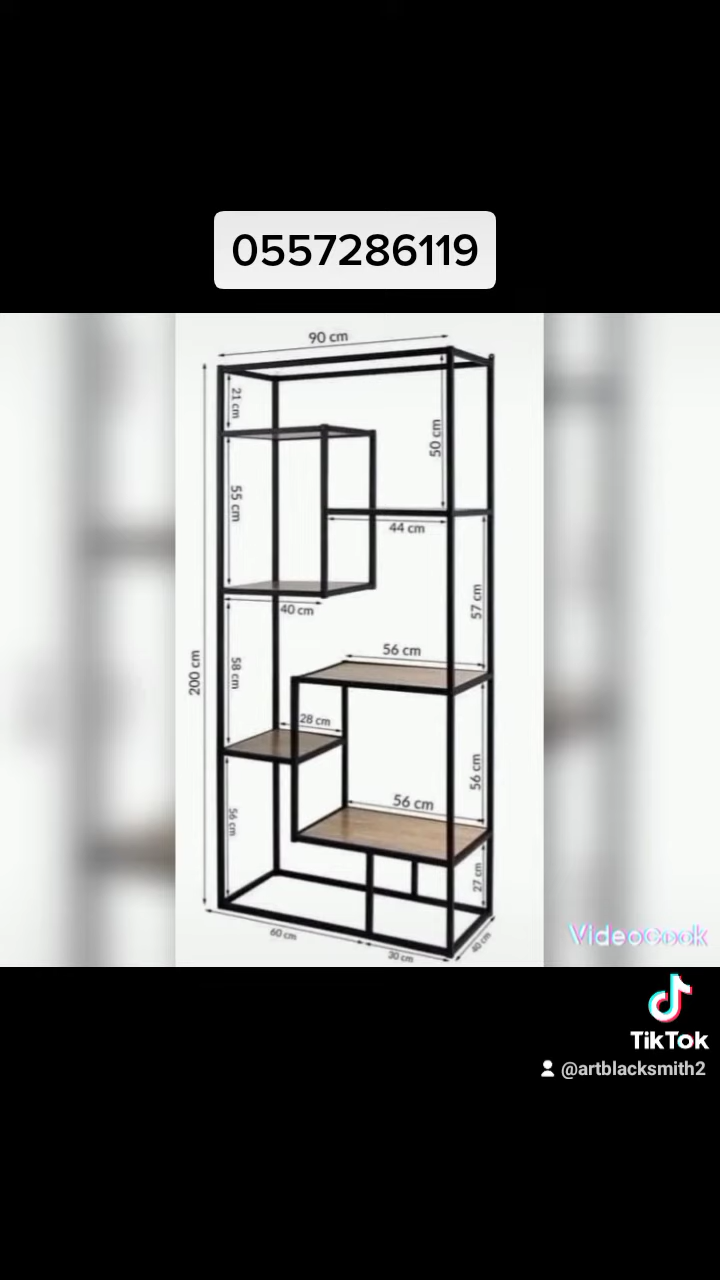 0557286119
90 cm
21 cm
50 cm
55 cm
44 cm
40 cm
57 cm
56 cm
200 cm
58 cm
28 cm
56 cm
56 cm
56 cm
27 cm
60 cm
30 cm
40 cm
VideoCook
TikTok
@artblacksmith2